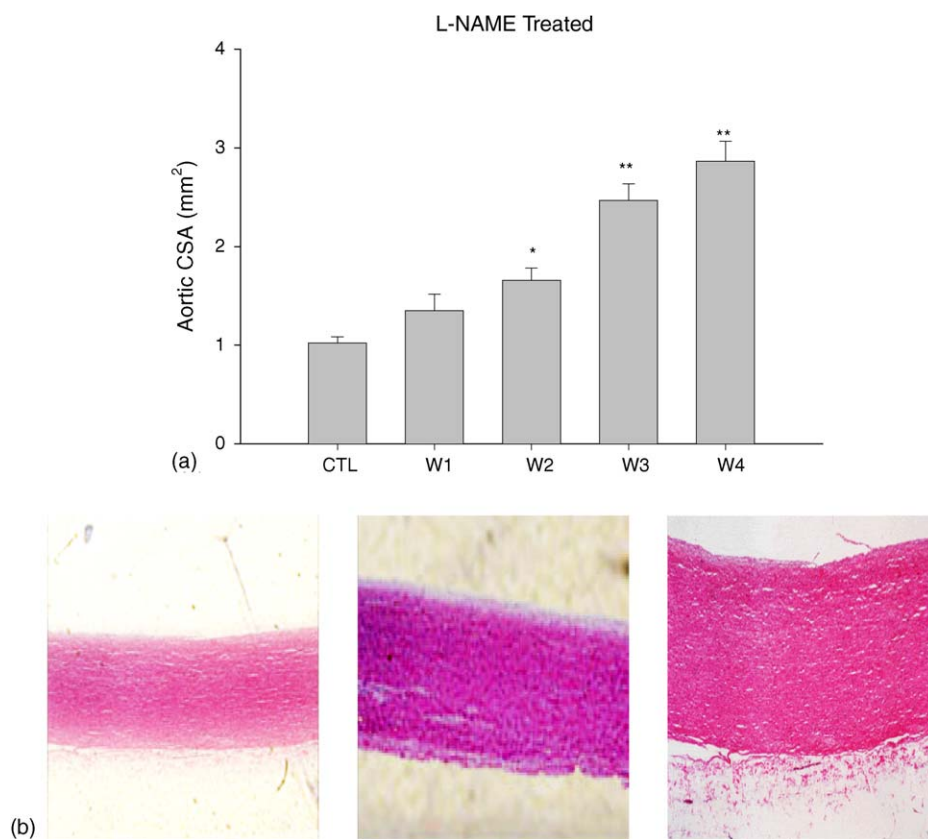 L-NAME Treated
4
**
3
**
Aortic CSA (mm²)
2
*
1
0
CTL W1 W2 W3 W4
(a)
(b)